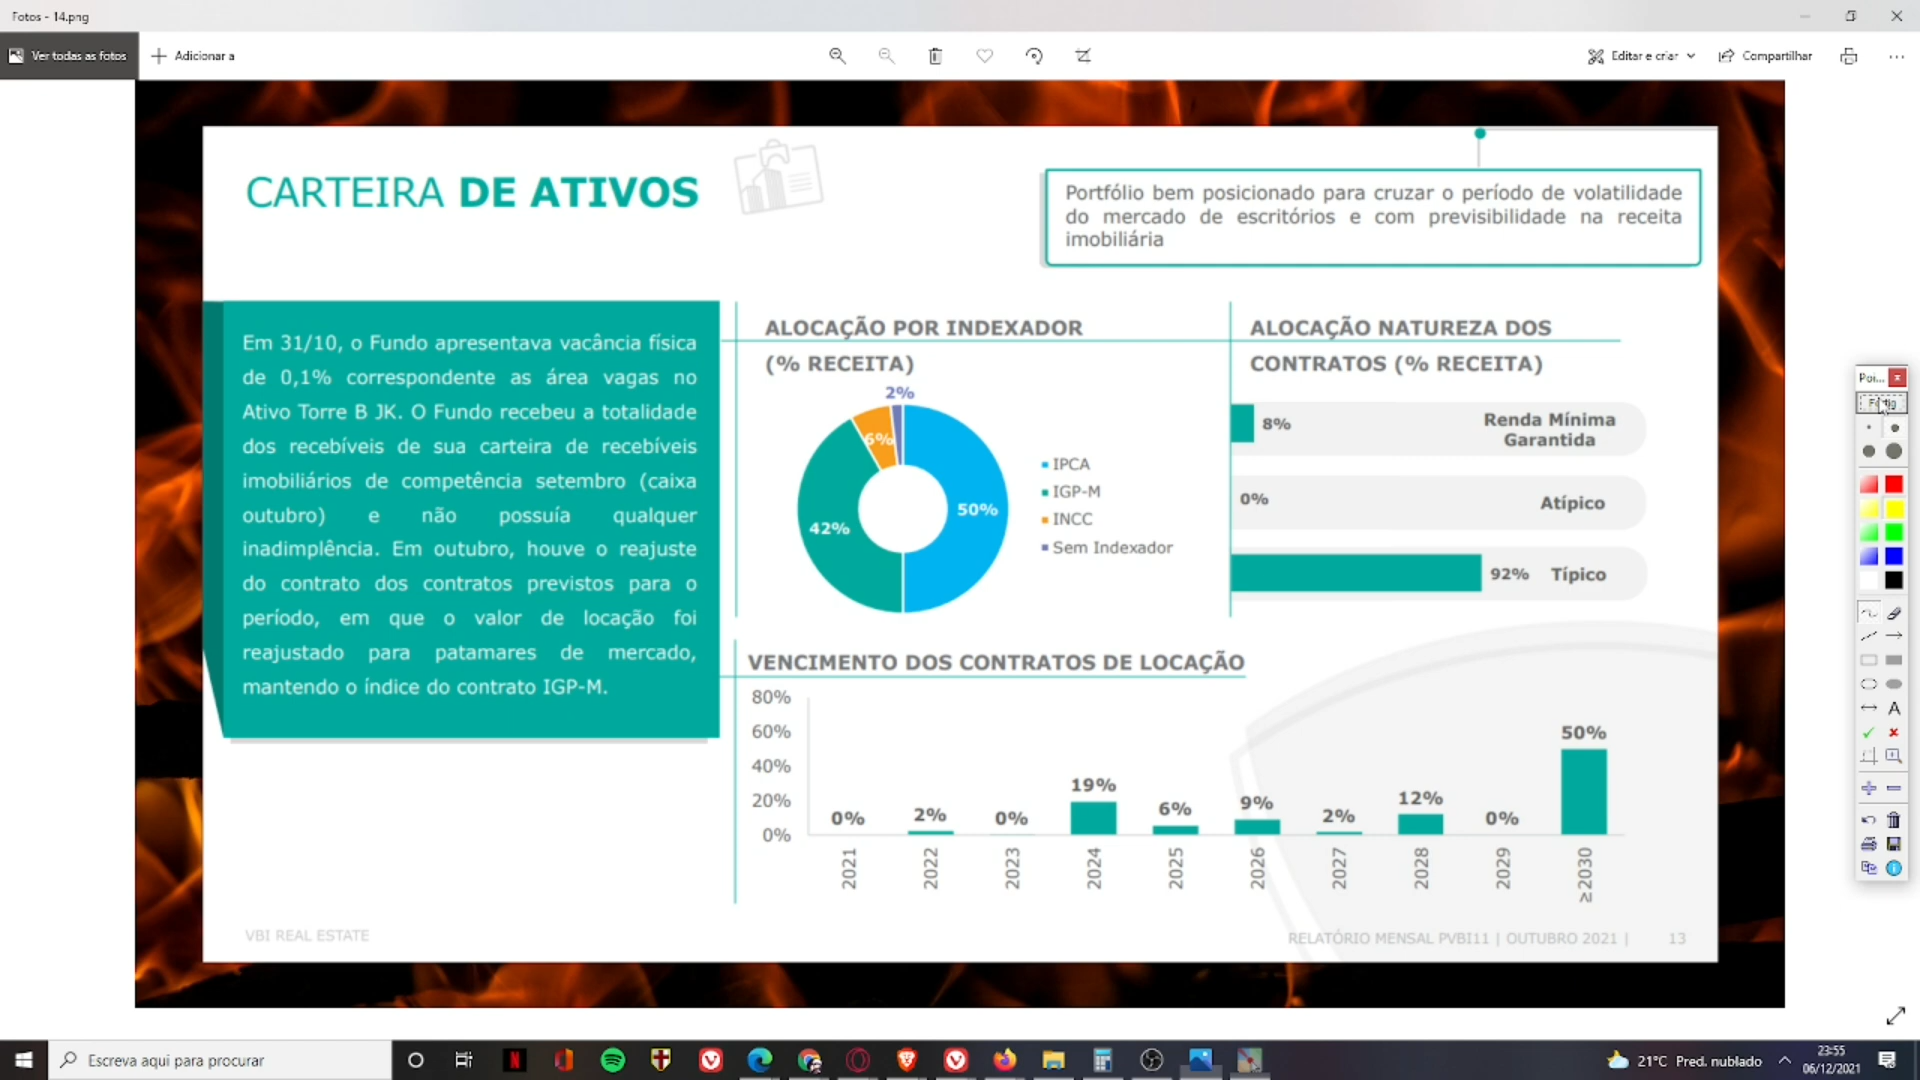 Fotos - 14.png
Ver todas as fotos
Adicionar a
Editar e criar
Compartilhar
CARTEIRA DE ATIVOS
Portfólio bem posicionado para cruzar o período de volatilidade
do mercado de escritórios e com previsibilidade na receita
imobiliária
Em 31/10, o Fundo apresentava vacância física
de 0,1% correspondente as área vagas no
Ativo Torre B JK. O Fundo recebeu a totalidade
dos recebíveis de sua carteira de recebíveis
imobiliários de competência setembro (caixa
outubro) e não possuía qualquer
inadimplência. Em outubro, houve o reajuste
do contrato dos contratos previstos para o
período, em que o valor de locação foi
reajustado para patamares de mercado,
mantendo o índice do contrato IGP-M.
ALOCAÇÃO POR INDEXADOR
(% RECEITA)
2%
6%
50%
42%
IPCA
IGP-M
INCC
Sem Indexador
ALOCAÇÃO NATUREZA DOS
CONTRATOS (% RECEITA)
8%
Renda Mínima
Garantida
0%
Atípico
92%
Típico
VENCIMENTO DOS CONTRATOS DE LOCAÇÃO
80%
60%
40%
20%
0%
0%
2%
0%
19%
6%
9%
2%
12%
0%
50%
2021
2022
2023
2024
2025
2026
2027
2028
2029
≥2030
VBI REAL ESTATE
RELATÓRIO MENSAL PVBI11 | OUTUBRO 2021 |
13
Poi...
A
Escreva aqui para procurar
21°C Pred. nublado
23:55
06/12/2021